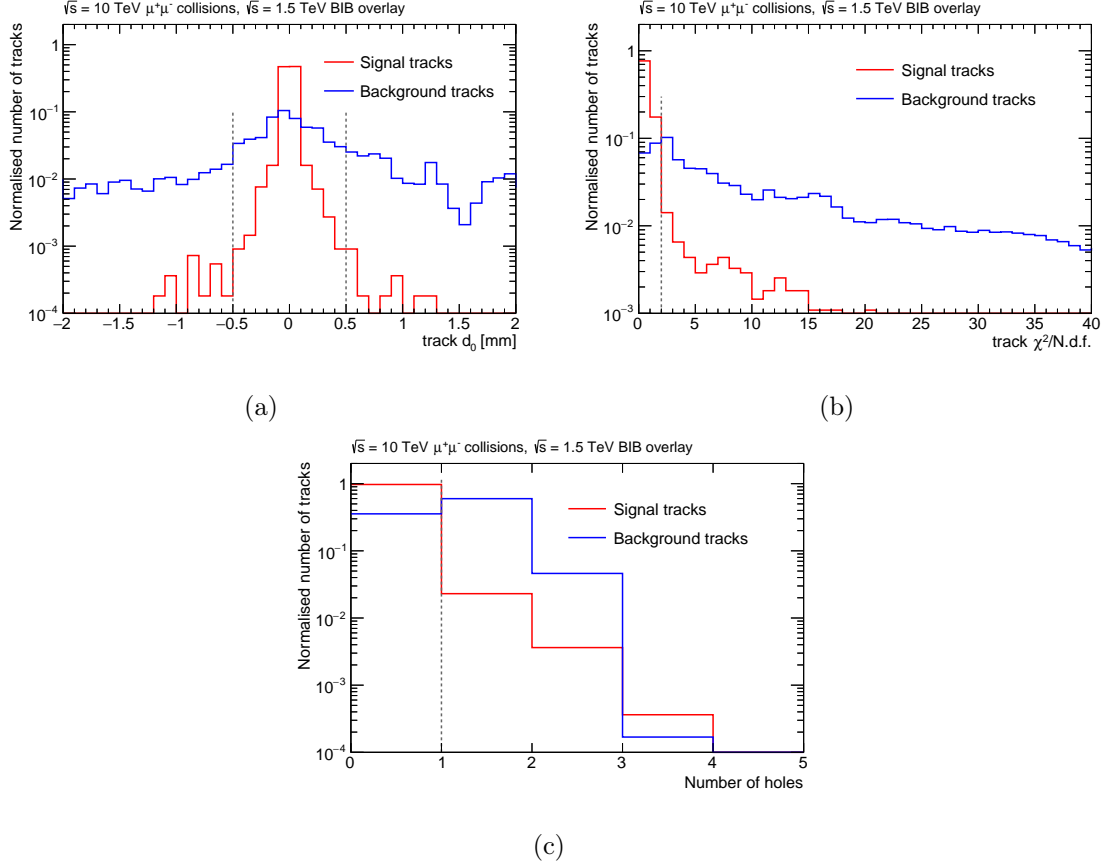 √s = 10 TeV μ⁺μ⁻ collisions, √s = 1.5 TeV BIB overlay
Normalised number of tracks
1
10⁻¹
10⁻²
10⁻³
10⁻⁴
Signal tracks
Background tracks
−2 −1.5 −1 −0.5 0 0.5 1 1.5 2
track d₀ [mm]
(a)
√s = 10 TeV μ⁺μ⁻ collisions, √s = 1.5 TeV BIB overlay
Normalised number of tracks
1
10⁻¹
10⁻²
10⁻³
Signal tracks
Background tracks
0 5 10 15 20 25 30 35 40
track χ²/N.d.f.
(b)
√s = 10 TeV μ⁺μ⁻ collisions, √s = 1.5 TeV BIB overlay
Normalised number of tracks
1
10⁻¹
10⁻²
10⁻³
10⁻⁴
Signal tracks
Background tracks
0 1 2 3 4 5
Number of holes
(c)